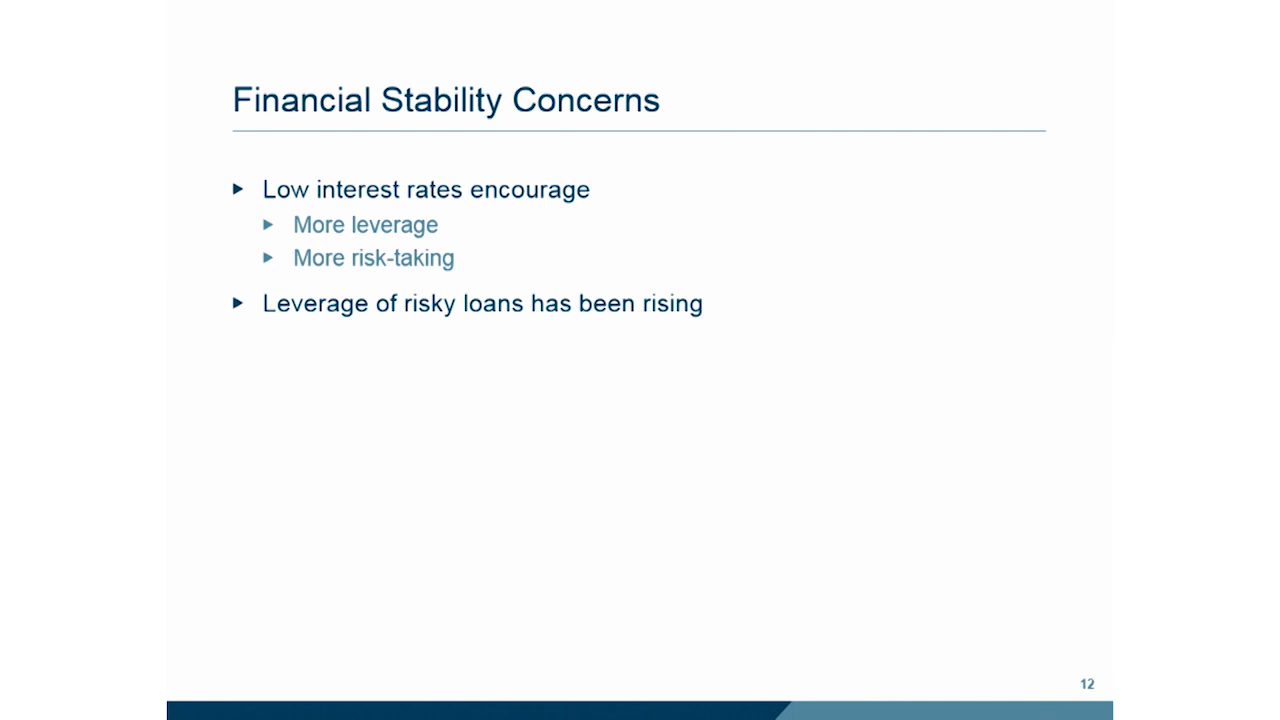 Financial Stability Concerns
Low interest rates encourage
More leverage
More risk-taking
Leverage of risky loans has been rising
12